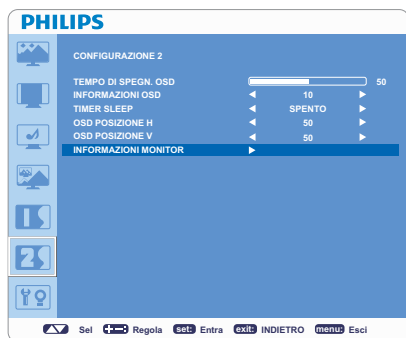 PHILIPS
CONFIGURAZIONE 2
TEMPO DI SPEGN. OSD 50
INFORMAZIONI OSD 10
TIMER SLEEP SPENTO
OSD POSIZIONE H 50
OSD POSIZIONE V 50
INFORMAZIONI MONITOR
Sel Regola set: Entra exit: INDIETRO menu: Esci